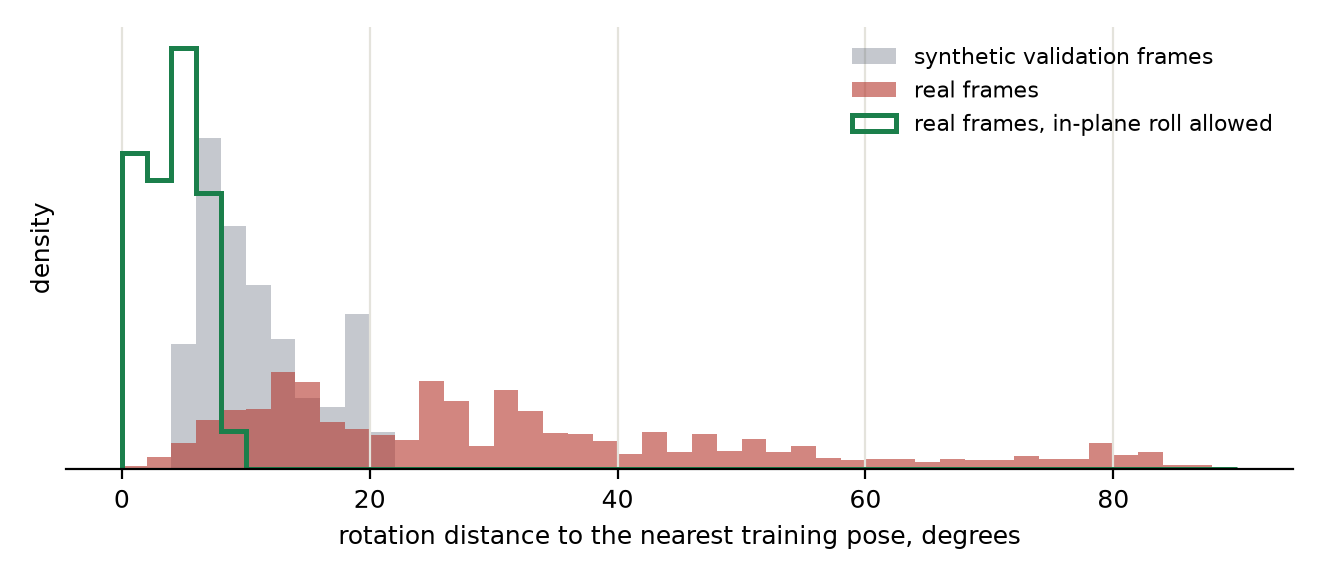 synthetic validation frames
real frames
real frames, in-plane roll allowed
density
0 20 40 60 80
rotation distance to the nearest training pose, degrees